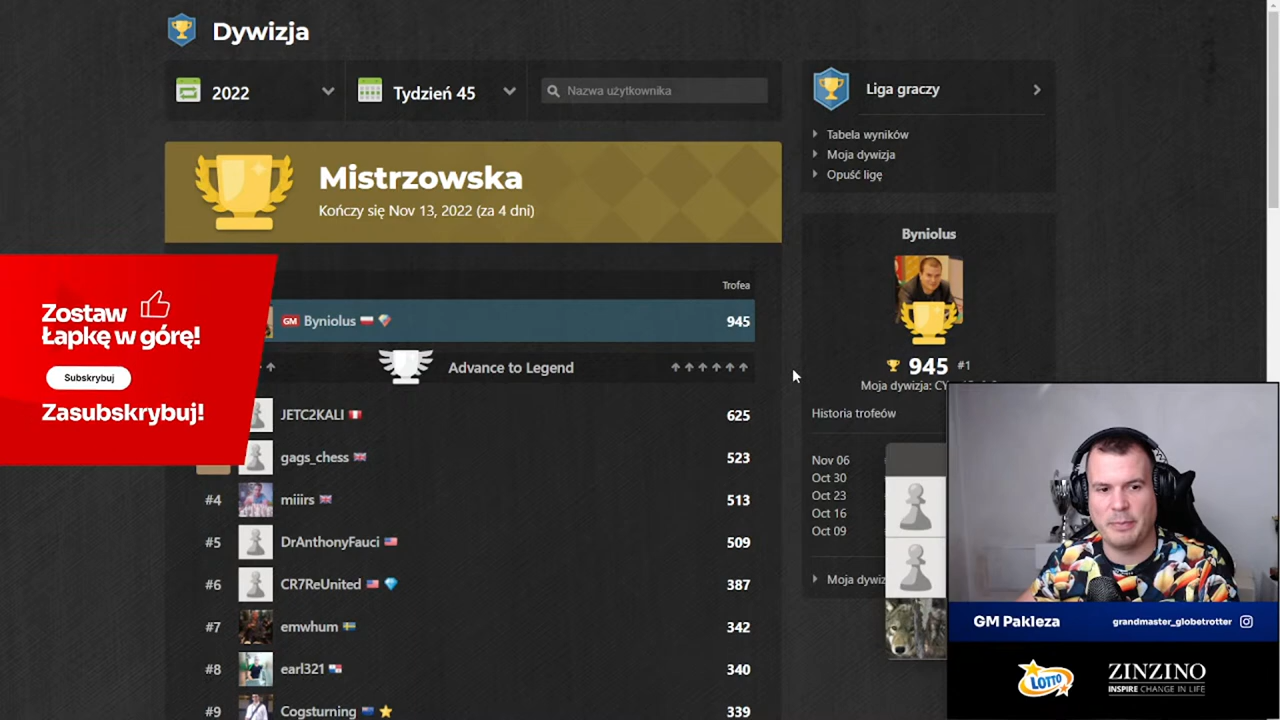 Dywizja
2022
Tydzień 45
Nazwa użytkownika
Liga graczy
Tabela wyników
Moja dywizja
Opuść ligę
Mistrzowska
Kończy się Nov 13, 2022 (za 4 dni)
Byniolus
Trofea
GM Byniolus 945
Advance to Legend
945 #1
Moja dywizja:
Historia trofeów
Nov 06
Oct 30
Oct 23
Oct 16
Oct 09
Zostaw
Łapkę w górę!
Subskrybuj
Zasubskrybuj!
JETC2KALI 625
gags_chess 523
#4 miiirs 513
#5 DrAnthonyFauci 509
#6 CR7ReUnited 387
#7 emwhum 342
#8 earl321 340
#9 Cogsturning 339
GM Pakleza
grandmaster_globetrotter
LOTTO
ZINZINO
INSPIRE CHANGE IN LIFE